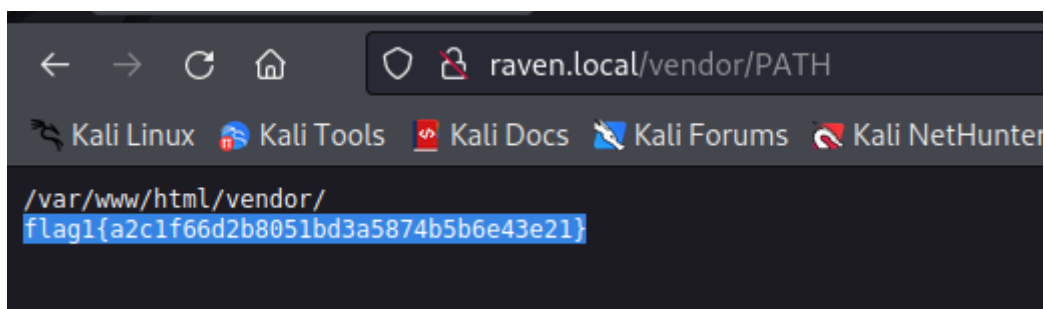 raven.local/vendor/PATH
Kali Linux Kali Tools Kali Docs Kali Forums Kali NetHunter
/var/www/html/vendor/
flag1{a2c1f66d2b8051bd3a5874b5b6e43e21}